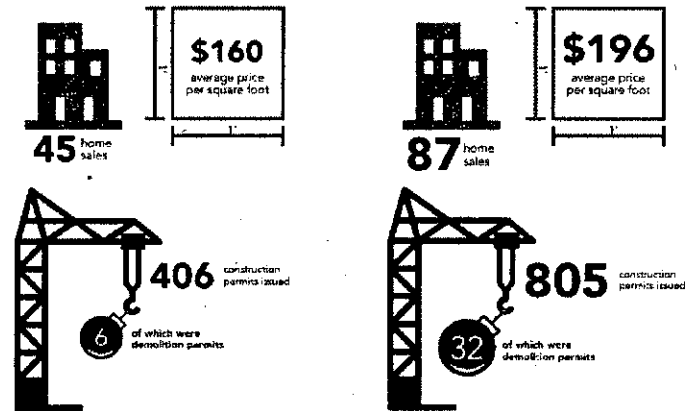 $160
average price
per square foot
1'
1'
45 home
sales
$196
average price
per square foot
1'
1'
87 home
sales
406 construction
permits issued
6 of which were
demolition permits
805 construction
permits issued
32 of which were
demolition permits